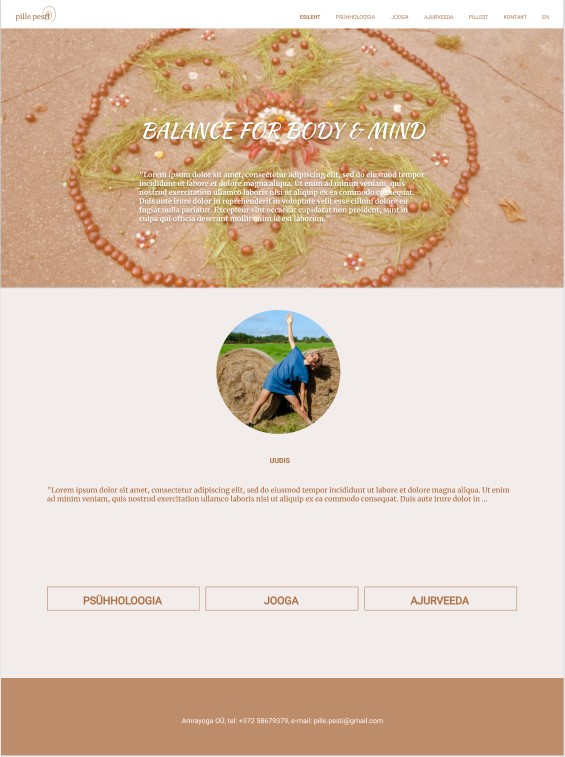 pille pesti
ESILEHT PSÜHHOLOOGIA JOOGA AJURVEEDA PILLEST KONTAKT EN
BALANCE FOR BODY & MIND
"Lorem ipsum dolor sit amet, consectetur adipiscing elit, sed do eiusmod tempor
incididunt ut labore et dolore magna aliqua. Ut enim ad minim veniam, quis
nostrud exercitation ullamco laboris nisi ut aliquip ex ea commodo consequat.
Duis aute irure dolor in reprehenderit in voluptate velit esse cillum dolore eu
fugiat nulla pariatur. Excepteur sint occaecat cupidatat non proident, sunt in
culpa qui officia deserunt mollit anim id est laborum."
UUDIS
"Lorem ipsum dolor sit amet, consectetur adipiscing elit, sed do eiusmod tempor incididunt ut labore et dolore magna aliqua. Ut enim
ad minim veniam, quis nostrud exercitation ullamco laboris nisi ut aliquip ex ea commodo consequat. Duis aute irure dolor in ...
PSÜHHOLOOGIA JOOGA AJURVEEDA
Amrayoga OÜ, tel: +372 58679379, e-mail: pille.pesti@gmail.com